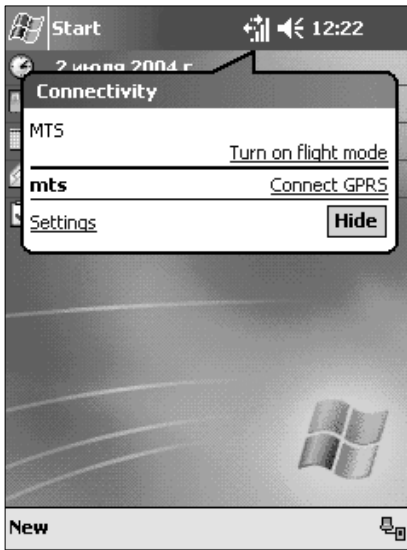 Start 12:22
2 июля 2004 г.
Connectivity
MTS
Turn on flight mode
mts Connect GPRS
Settings Hide
New